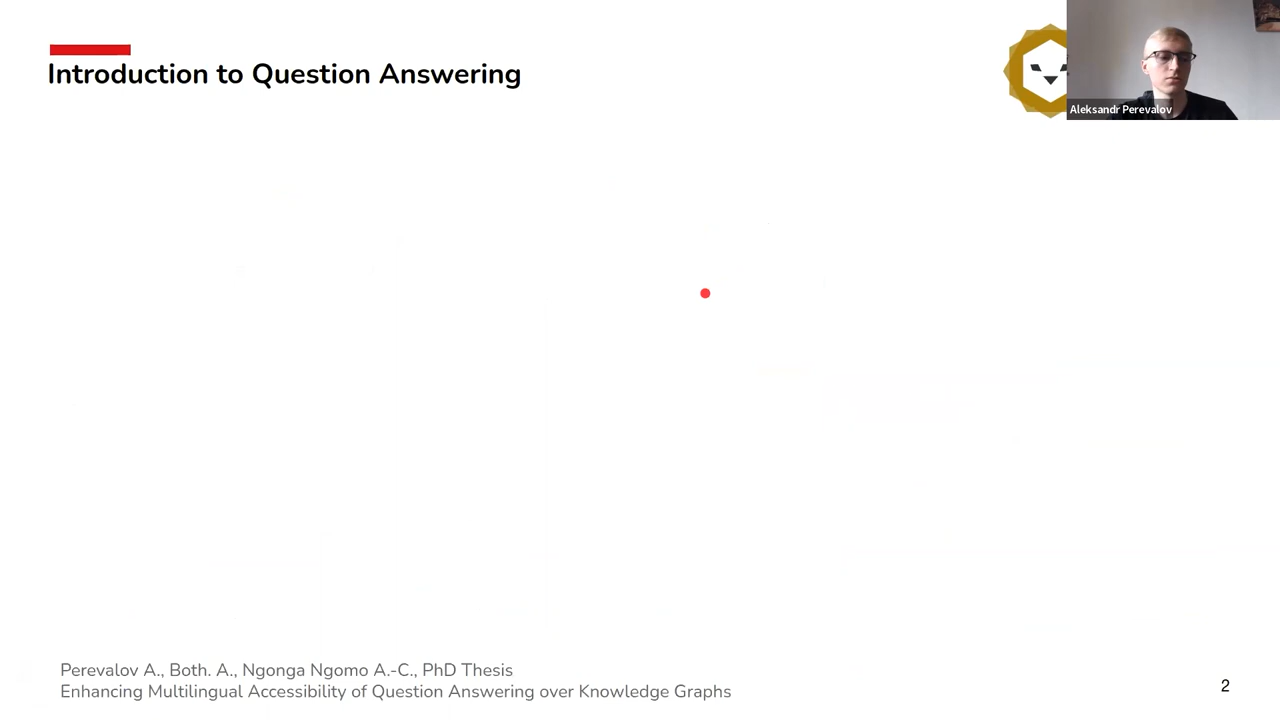 Introduction to Question Answering
Aleksandr Perevalov
Perevalov A., Both. A., Ngonga Ngomo A.-C., PhD Thesis
Enhancing Multilingual Accessibility of Question Answering over Knowledge Graphs
2